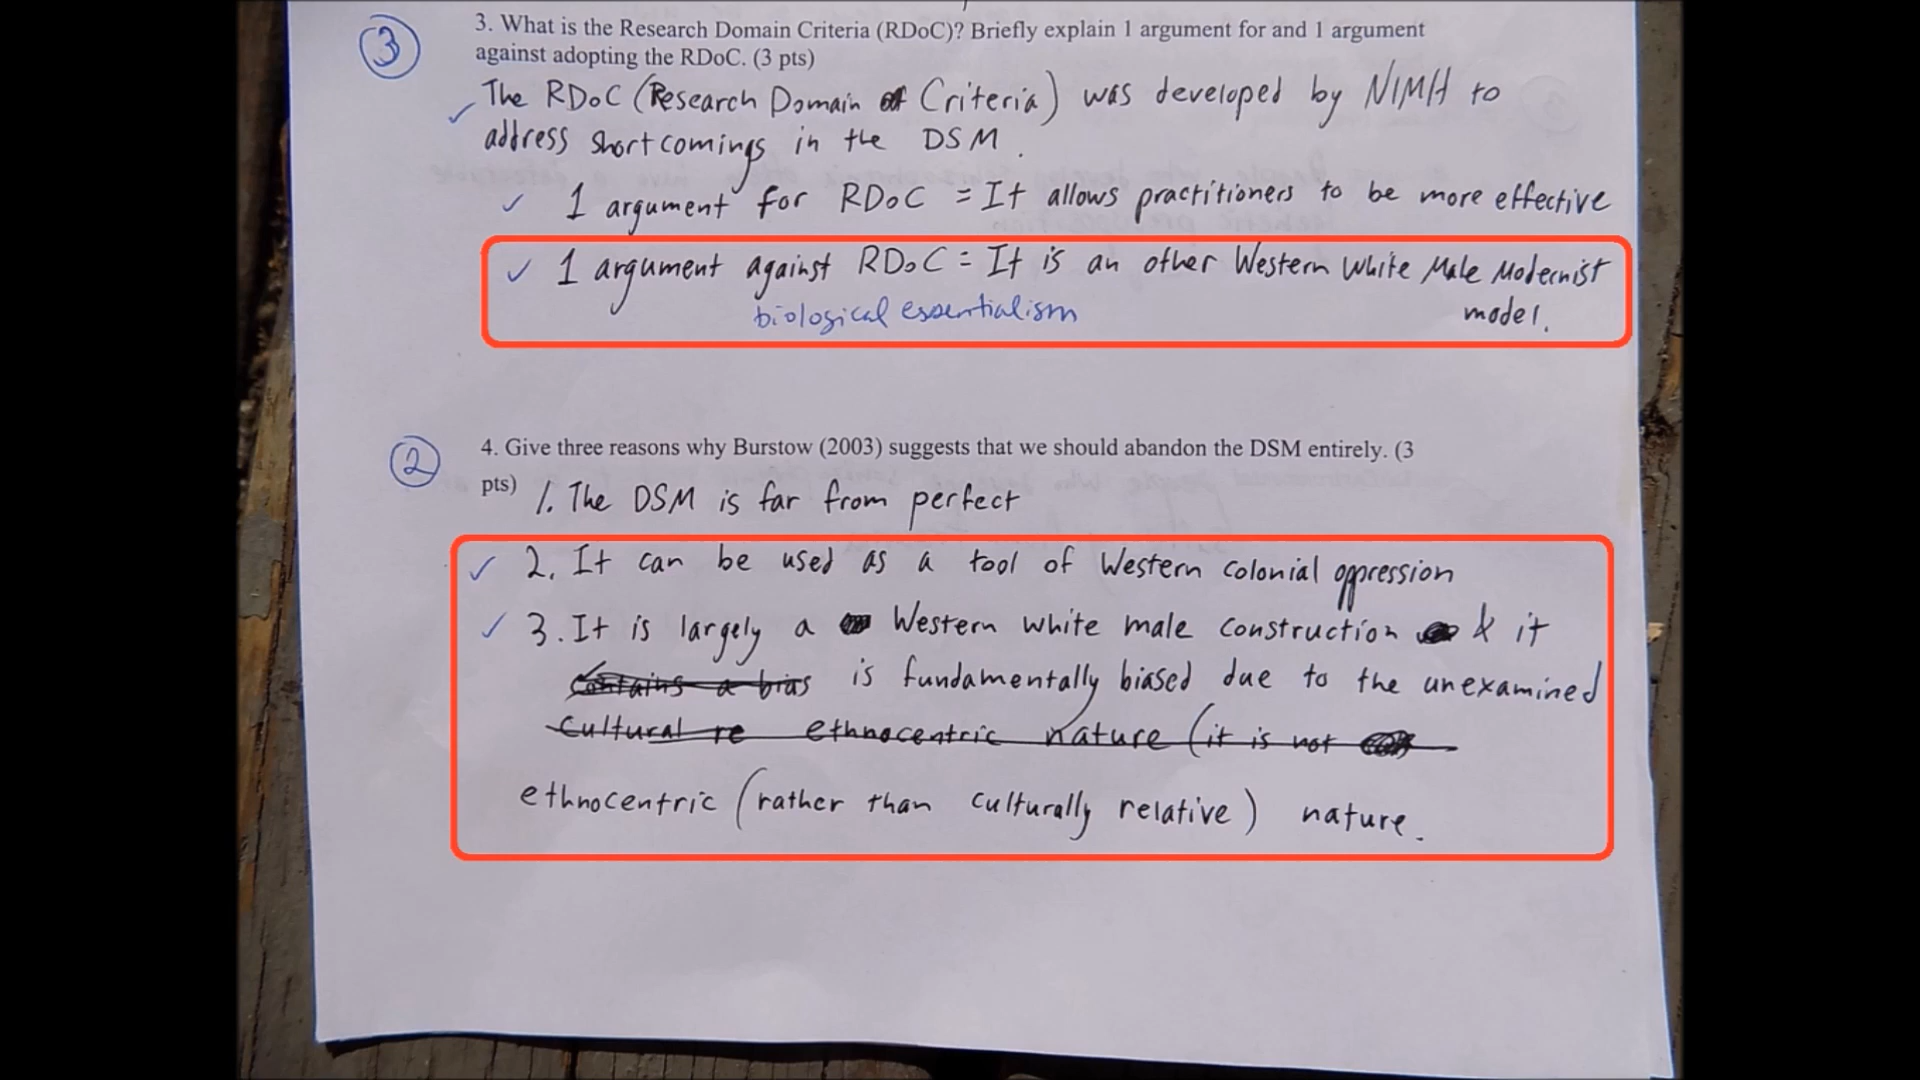 3
3. What is the Research Domain Criteria (RDoC)? Briefly explain 1 argument for and 1 argument
against adopting the RDoC. (3 pts)
The RDoC (Research Domain of Criteria) was developed by NIMH to
address shortcomings in the DSM.
1 argument for RDoC = It allows practitioners to be more effective
1 argument against RDoC = It is an other Western White Male Modernist
biological essentialism model.
2
4. Give three reasons why Burstow (2003) suggests that we should abandon the DSM entirely. (3
pts) 1. The DSM is far from perfect
2. It can be used as a tool of Western colonial oppression
3. It is largely a Western white male construction & it
contains a bias is fundamentally biased due to the unexamined
cultural re ethnocentric nature (it is not
ethnocentric (rather than culturally relative) nature.